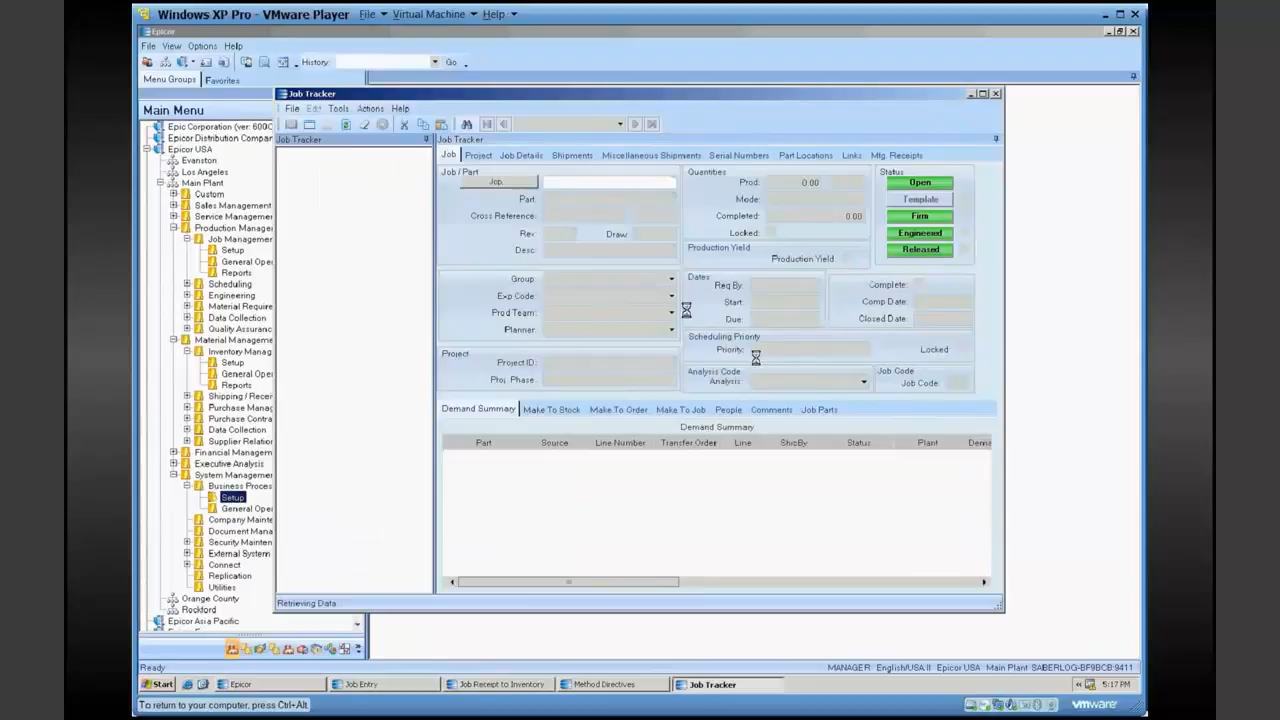 Windows XP Pro - VMware Player File Virtual Machine Help
Epicor
File View Options Help
History: Go
Menu Groups Favorites
Main Menu
Epic Corporation (ver: 600C
Epicor Distribution Compan
Epicor USA
Evanston
Los Angeles
Main Plant
Custom
Sales Management
Service Managemen
Production Manager
Job Managemer
Setup
General Oper
Reports
Scheduling
Engineering
Material Require
Data Collection
Quality Assuranc
Material Manageme
Inventory Manag
Setup
General Oper
Reports
Shipping / Recei
Purchase Manag
Purchase Contra
Data Collection
Supplier Relation
Financial Managem
Executive Analysis
System Managemen
Business Proces
Setup
General Oper
Company Mainte
Document Mana
Security Mainten
External System
Connect
Replication
Utilities
Orange County
Rockford
Epicor Asia Pacific
Job Tracker
File Edit Tools Actions Help
Job Tracker
Job Tracker
Job Project Job Details Shipments Miscellaneous Shipments Serial Numbers Part Locations Links Mfg. Receipts
Job / Part
Job.
Part:
Cross Reference:
Rev: Draw:
Desc:
Group:
Exp Code:
Prod Team:
Planner:
Project
Project ID:
Proj. Phase:
Quantities
Prod: 0.00
Mode:
Completed: 0.00
Locked:
Production Yield
Production Yield:
Dates
Req By:
Start:
Due:
Complete:
Comp Date:
Closed Date:
Scheduling Priority
Priority: Locked
Analysis Code
Analysis:
Job Code
Job Code:
Status
Open
Template
Firm
Engineered
Released
Demand Summary Make To Stock Make To Order Make To Job People Comments Job Parts
Demand Summary
Part Source Line Number Transfer Order Line ShipBy Status Plant Dema
Retrieving Data...
Ready MANAGER English/USA II Epicor USA Main Plant SABERLOG-BF9BCB:9411
Start Epicor Job Entry Job Receipt to Inventory Method Directives Job Tracker 5:17 PM
To return to your computer, press Ctrl+Alt vmware